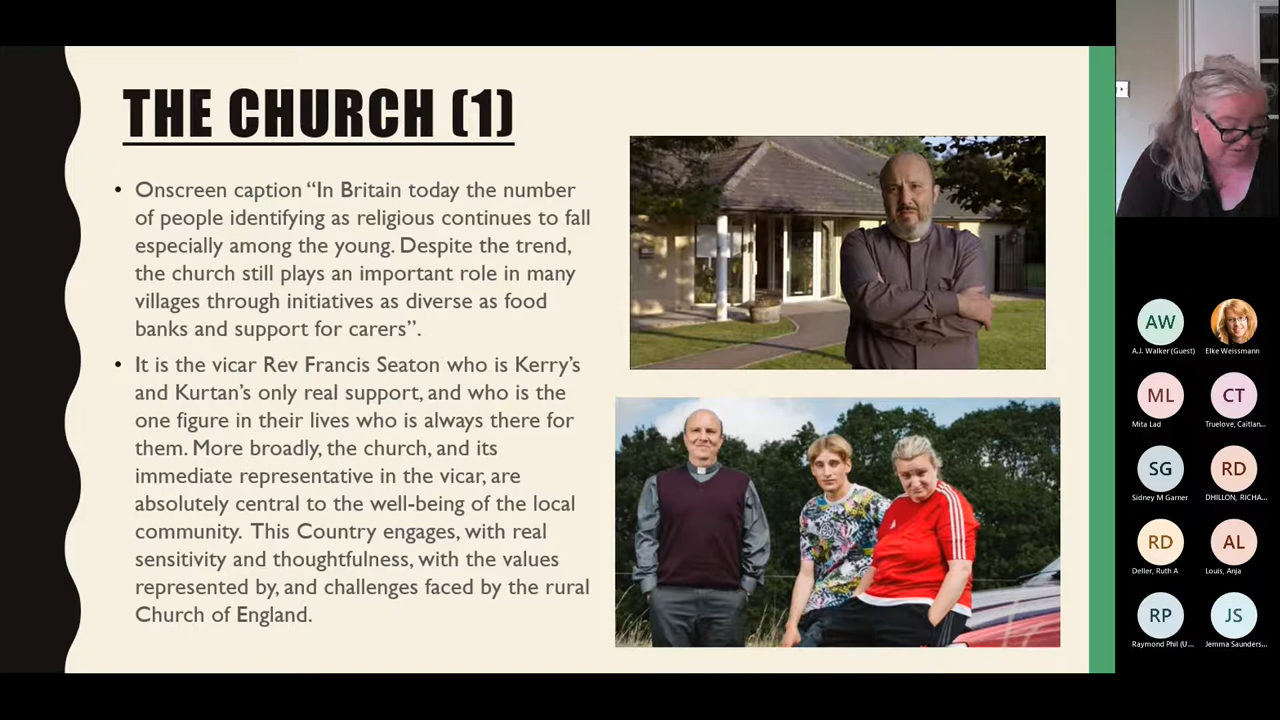 THE CHURCH (1)
• Onscreen caption “In Britain today the number
of people identifying as religious continues to fall
especially among the young. Despite the trend,
the church still plays an important role in many
villages through initiatives as diverse as food
banks and support for carers”.
• It is the vicar Rev Francis Seaton who is Kerry’s
and Kurtan’s only real support, and who is the
one figure in their lives who is always there for
them. More broadly, the church, and its
immediate representative in the vicar, are
absolutely central to the well-being of the local
community. This Country engages, with real
sensitivity and thoughtfulness, with the values
represented by, and challenges faced by the rural
Church of England.
AW
A.J. Walker (Guest)
Elke Weissmann
ML
Mita Lad
CT
Truelove, Caitlan...
SG
Sidney M Garner
RD
DHILLON, RICHA...
RD
Deller, Ruth A
AL
Louis, Anja
RP
Raymond Phil (U...
JS
Jemma Saunders...